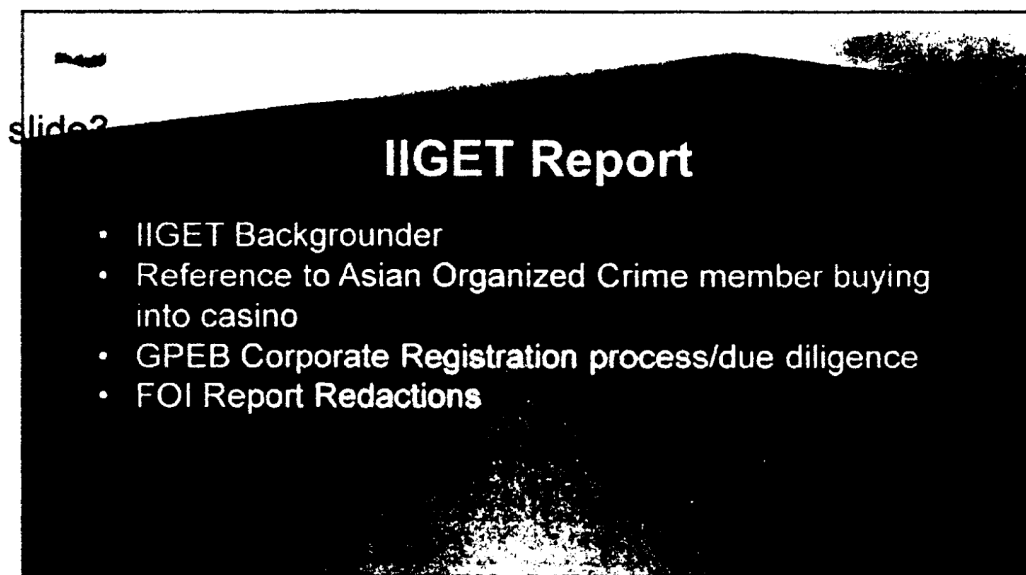 slide3
IIGET Report
• IIGET Backgrounder
• Reference to Asian Organized Crime member buying
into casino
• GPEB Corporate Registration process/due diligence
• FOI Report Redactions